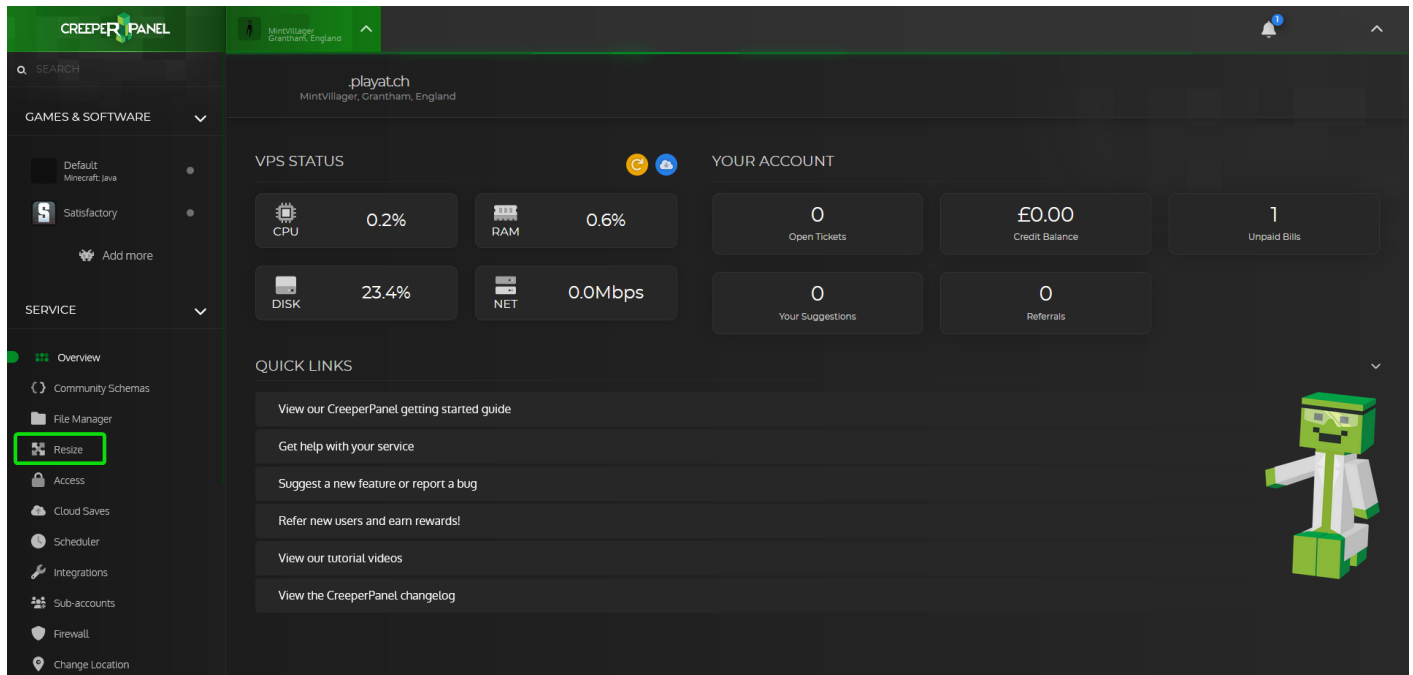 CREEPER PANEL
MintVillager
Grantham, England
1
SEARCH
.playat.ch
MintVillager, Grantham, England
GAMES & SOFTWARE
Default
Minecraft: Java
S
Satisfactory
Add more
SERVICE
Overview
Community Schemas
File Manager
Resize
Access
Cloud Saves
Scheduler
Integrations
Sub-accounts
Firewall
Change Location
VPS STATUS
CPU
0.2%
RAM
0.6%
DISK
23.4%
NET
0.0Mbps
YOUR ACCOUNT
0
Open Tickets
£0.00
Credit Balance
1
Unpaid Bills
0
Your Suggestions
0
Referrals
QUICK LINKS
View our CreeperPanel getting started guide
Get help with your service
Suggest a new feature or report a bug
Refer new users and earn rewards!
View our tutorial videos
View the CreeperPanel changelog